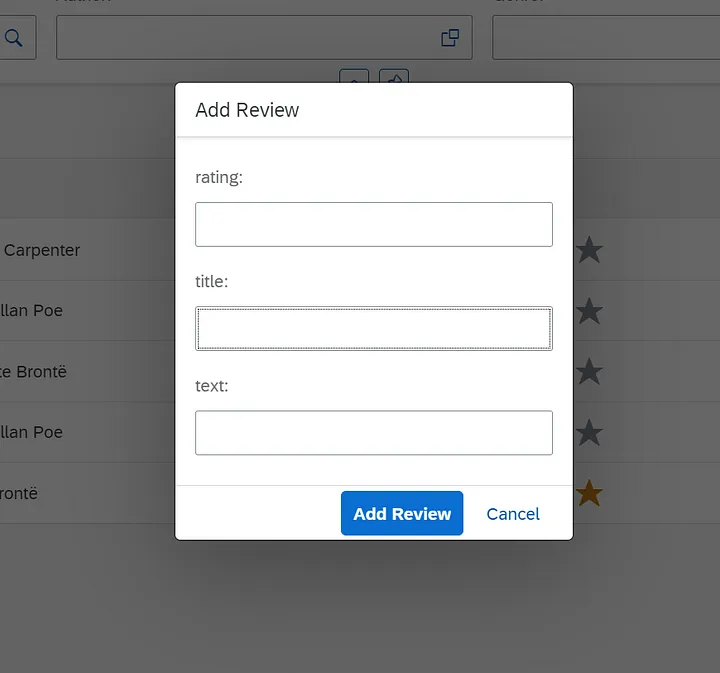 Add Review
rating:
Carpenter
title:
llan Poe
te Brontë
text:
llan Poe
rontë
Add Review Cancel